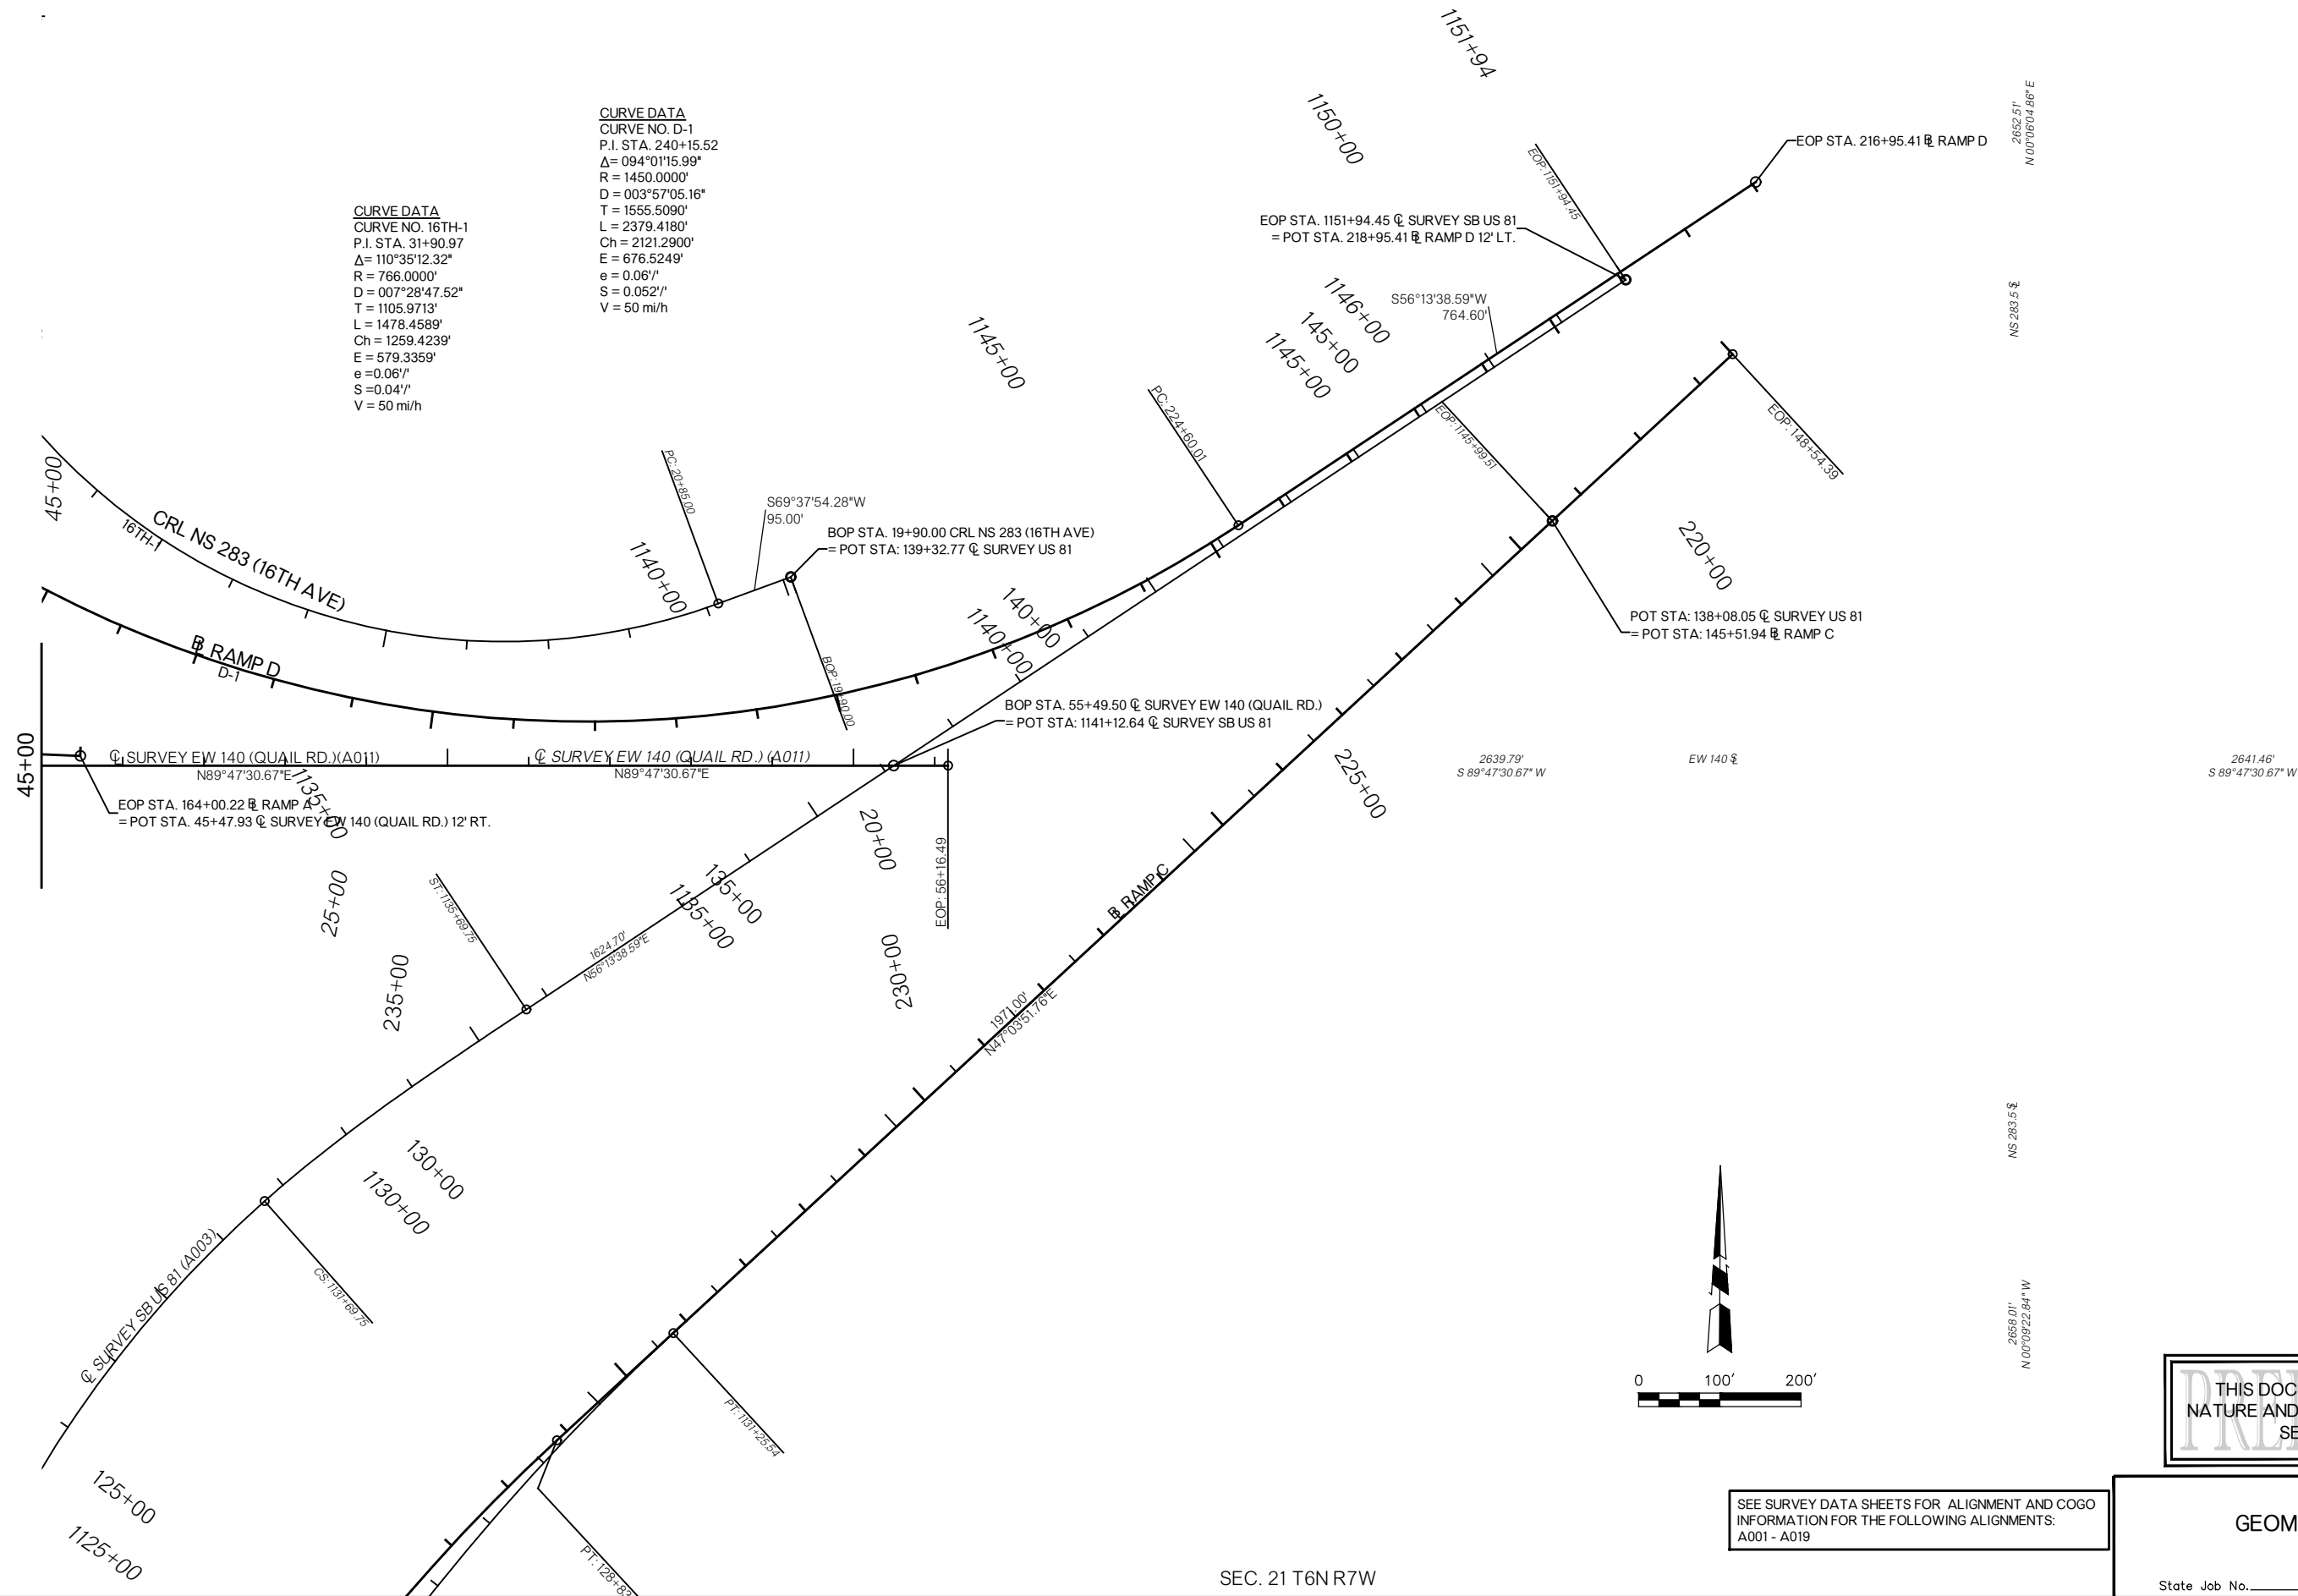 1151+94
1150+00
CURVE DATA
CURVE NO. D-1
P.I. STA. 240+15.52
Δ= 094°01'15.99"
R = 1450.0000'
D = 003°57'05.16"
T = 1555.5090'
L = 2379.4180'
Ch = 2121.2900'
E = 676.5249'
e = 0.06'/'
S = 0.052'/'
V = 50 mi/h
CURVE DATA
CURVE NO. 16TH-1
P.I. STA. 31+90.97
Δ= 110°35'12.32"
R = 766.0000'
D = 007°28'47.52"
T = 1105.9713'
L = 1478.4589'
Ch = 1259.4239'
E = 579.3359'
e =0.06'/'
S =0.04'/'
V = 50 mi/h
EOP STA. 216+95.41 ℄ RAMP D
2652.51'
N 00°06'04.86" E
EOP: 1151+94.45
EOP STA. 1151+94.45 ℄ SURVEY SB US 81
= POT STA. 218+95.41 ℄ RAMP D 12' LT.
NS 283.5 ℄
1146+00
145+00
1145+00
S56°13'38.59"W
764.60'
1145+00
PC: 224+60.01
EOP: 1145+99.51
EOP: 148+54.39
45+00
PC: 20+85.00
S69°37'54.28"W
95.00'
BOP STA. 19+90.00 CRL NS 283 (16TH AVE)
= POT STA: 139+32.77 ℄ SURVEY US 81
CRL NS 283 (16TH AVE)
16TH-1
1140+00
220+00
140+00
1140+00
POT STA: 138+08.05 ℄ SURVEY US 81
= POT STA: 145+51.94 ℄ RAMP C
℄ RAMP D
D-1
BOP: 19+90.00
BOP STA. 55+49.50 ℄ SURVEY EW 140 (QUAIL RD.)
= POT STA: 1141+12.64 ℄ SURVEY SB US 81
45+00
℄ SURVEY EW 140 (QUAIL RD.)(A011)
N89°47'30.67"E
℄ SURVEY EW 140 (QUAIL RD.) (A011)
N89°47'30.67"E
2639.79'
S 89°47'30.67" W
EW 140 ℄
2641.46'
S 89°47'30.67" W
EOP STA. 164+00.22 ℄ RAMP A
= POT STA. 45+47.93 ℄ SURVEY EW 140 (QUAIL RD.) 12' RT.
1135+00
225+00
20+00
EOP: 56+16.49
25+00
ST: 1135+69.75
135+00
1135+00
℄ RAMP C
1624.70'
N56°13'38.59"E
235+00
230+00
1971.00'
N47°03'51.76"E
130+00
1130+00
NS 283.5 ℄
℄ SURVEY SB US 81 (A003)
CS: 1131+69.75
2658.01'
N 00°09'22.84" W
0 100' 200'
PT: 1131+25.54
125+00
1125+00
PT: 128+83
THIS DOC
NATURE AND
SE
PREL
SEE SURVEY DATA SHEETS FOR ALIGNMENT AND COGO
INFORMATION FOR THE FOLLOWING ALIGNMENTS:
A001 - A019
GEOM
SEC. 21 T6N R7W
State Job No.